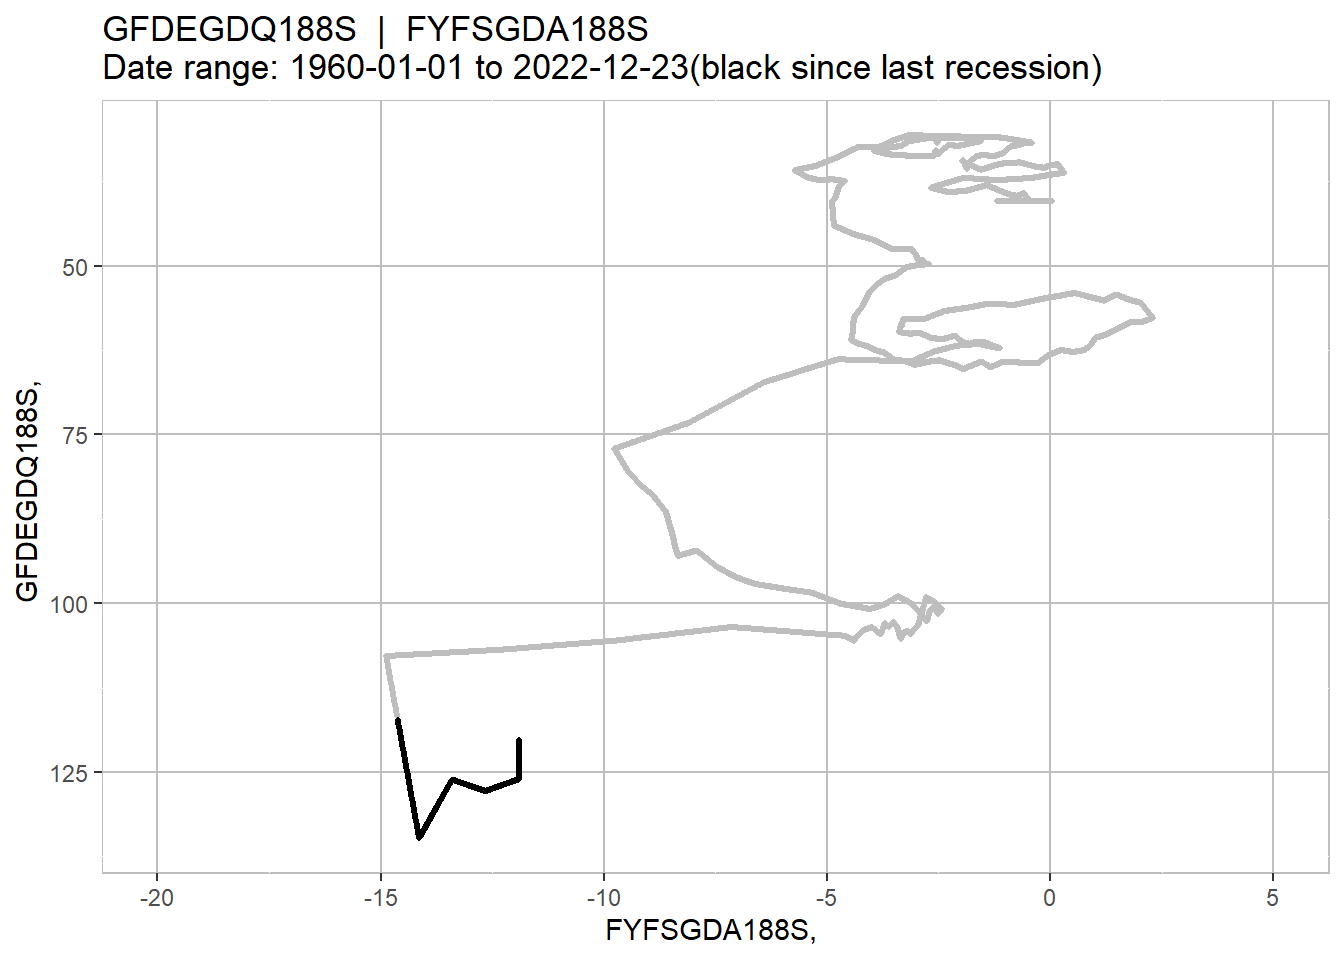 GFDEGDQ188S | FYFSGDA188S
Date range: 1960-01-01 to 2022-12-23(black since last recession)
GFDEGDQ188S,
50
75
100
125
-20 -15 -10 -5 0 5
FYFSGDA188S,